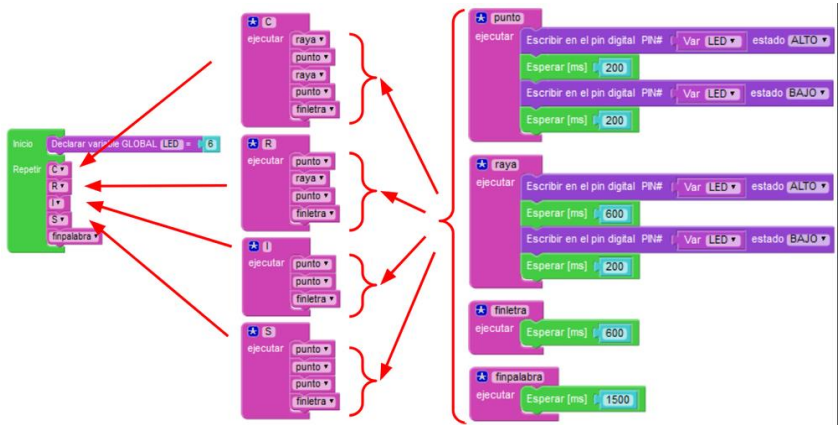 Inicio Declarar variable GLOBAL LED = 6
Repetir C
R
I
S
finpalabra
C
ejecutar raya
punto
raya
punto
finletra
R
ejecutar punto
raya
punto
finletra
I
ejecutar punto
punto
finletra
S
ejecutar punto
punto
punto
finletra
punto
ejecutar Escribir en el pin digital PIN# Var LED estado ALTO
Esperar [ms] 200
Escribir en el pin digital PIN# Var LED estado BAJO
Esperar [ms] 200
raya
ejecutar Escribir en el pin digital PIN# Var LED estado ALTO
Esperar [ms] 600
Escribir en el pin digital PIN# Var LED estado BAJO
Esperar [ms] 200
finletra
ejecutar Esperar [ms] 600
finpalabra
ejecutar Esperar [ms] 1500